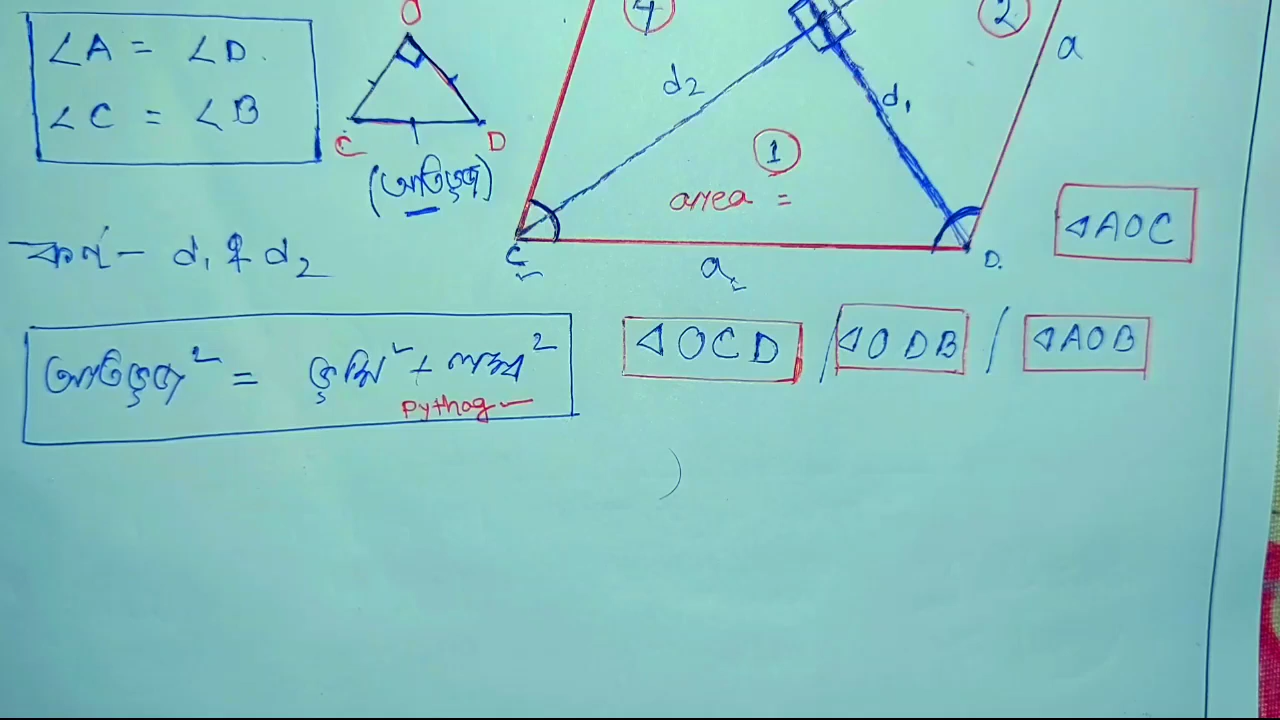 ∠A = ∠D.
∠C = ∠B
O
C D
(অতিভুজ)
4
2
a
d2
d1
1
area =
C
a
D.
◁AOC
কর্ন - d1 ও d2
অতিভুজ² = ভূমি² + লম্ব²
pythag
◁OCD / ◁ODB / ◁AOB